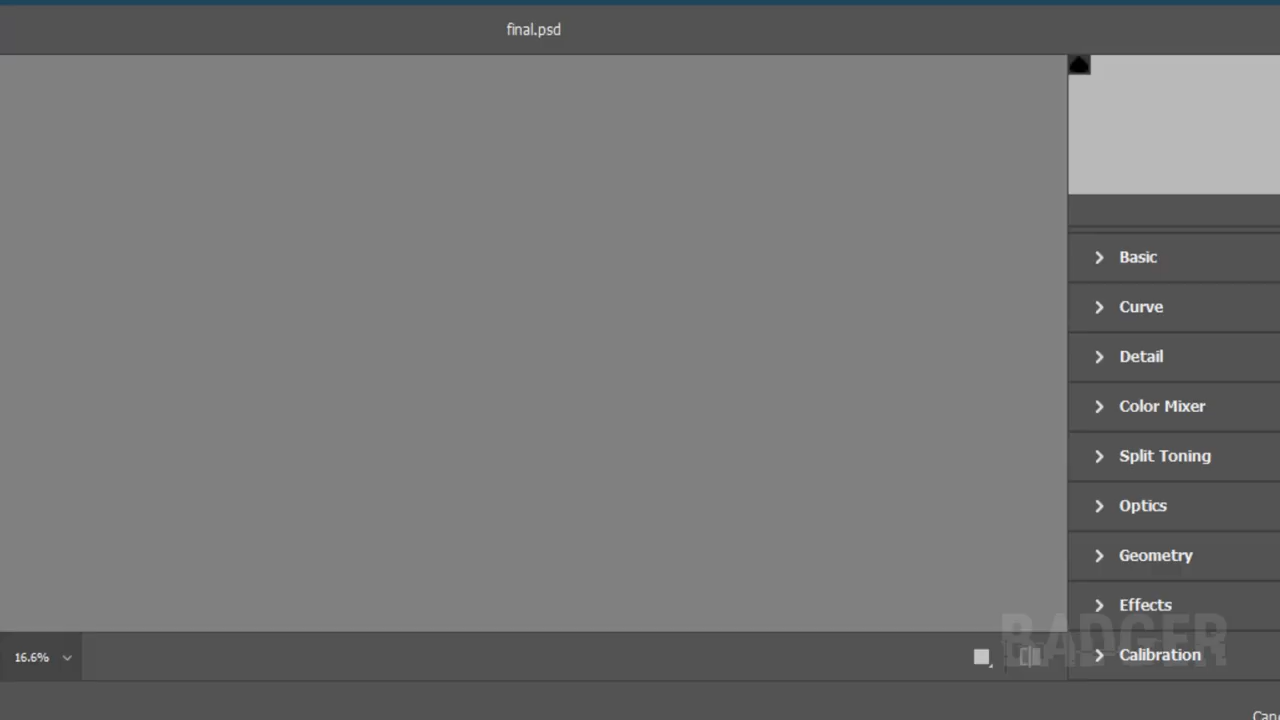 final.psd
Basic
Curve
Detail
Color Mixer
Split Toning
Optics
Geometry
Effects
BADGER
Calibration
16.6%